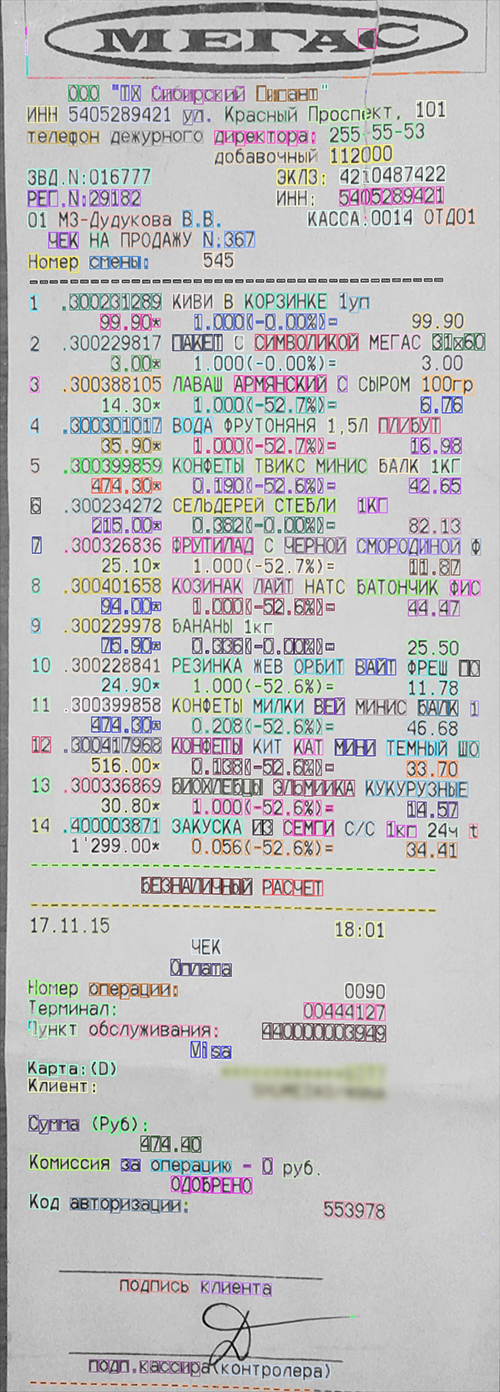 МЕГАС
ООО "ТХ Сибирский Гигант"
ИНН 5405289421 ул. Красный Проспект, 101
телефон дежурного директора: 255-55-53
добавочный 112000
ЗВД.N:016777 ЭКЛЗ: 4210487422
РЕГ.N:29182 ИНН: 5405289421
01 МЗ-Дудукова В.В. КАССА:0014 ОТД01
ЧЕК НА ПРОДАЖУ N:367
Номер смены: 545
1 .300231289 КИВИ В КОРЗИНКЕ 1уп
99.90* 1.000(-0.00%)= 99.90
2 .300229817 ПАКЕТ С СИМВОЛИКОЙ МЕГАС 31х60
3.00* 1.000(-0.00%)= 3.00
3 .300388105 ЛАВАШ АРМЯНСКИЙ С СЫРОМ 100гр
14.30* 1.000(-52.7%)= 6.76
4 .300301017 ВОДА ФРУТОНЯНЯ 1,5Л ПЛ/БУТ
35.90* 1.000(-52.7%)= 16.98
5 .300399859 КОНФЕТЫ ТВИКС МИНИС БАЛК 1КГ
474.30* 0.190(-52.6%)= 42.65
6 .300234272 СЕЛЬДЕРЕЙ СТЕБЛИ 1КГ
215.00* 0.382(-0.00%)= 82.13
7 .300326836 ФРУТИЛАД С ЧЕРНОЙ СМОРОДИНОЙ Ф
25.10* 1.000(-52.7%)= 11.87
8 .300401658 КОЗИНАК ЛАЙТ НАТС БАТОНЧИК ФИС
94.00* 1.000(-52.6%)= 44.47
9 .300229978 БАНАНЫ 1кг
75.90* 0.336(-0.00%)= 25.50
10 .300228841 РЕЗИНКА ЖЕВ ОРБИТ ВАЙТ ФРЕШ ПО
24.90* 1.000(-52.6%)= 11.78
11 .300399858 КОНФЕТЫ МИЛКИ ВЕЙ МИНИС БАЛК 1
474.30* 0.208(-52.6%)= 46.68
12 .300417968 КОНФЕТЫ КИТ КАТ МИНИ ТЕМНЫЙ ШО
516.00* 0.138(-52.6%)= 33.70
13 .300336869 БИОХЛЕБЦЫ ЭЛЬМИИКА КУКУРУЗНЫЕ
30.80* 1.000(-52.6%)= 14.57
14 .400003871 ЗАКУСКА ИЗ СЕМГИ С/С 1кг 24ч t
1'299.00* 0.056(-52.6%)= 34.41
БЕЗНАЛИЧНЫЙ РАСЧЕТ
17.11.15 18:01
ЧЕК
Оплата
Номер операции: 0090
Терминал: 00444127
Пункт обслуживания: 440000003949
Visa
Карта:(D)
Клиент:
Сумма (Руб):
474.40
Комиссия за операцию - 0 руб.
ОДОБРЕНО
Код авторизации: 553978
подпись клиента
подп.кассира(контролера)